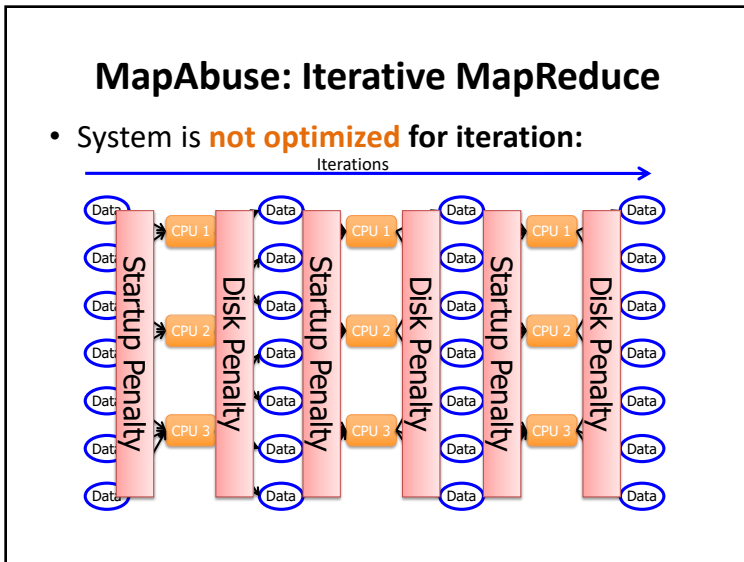 MapAbuse: Iterative MapReduce
• System is not optimized for iteration:
Iterations
Data
Data
Data
Data
Data
Data
Data
Startup Penalty
CPU 1
CPU 2
CPU 3
Disk Penalty
Data
Data
Data
Data
Data
Data
Data
Startup Penalty
CPU 1
CPU 2
CPU 3
Disk Penalty
Data
Data
Data
Data
Data
Data
Data
Startup Penalty
CPU 1
CPU 2
CPU 3
Disk Penalty
Data
Data
Data
Data
Data
Data
Data